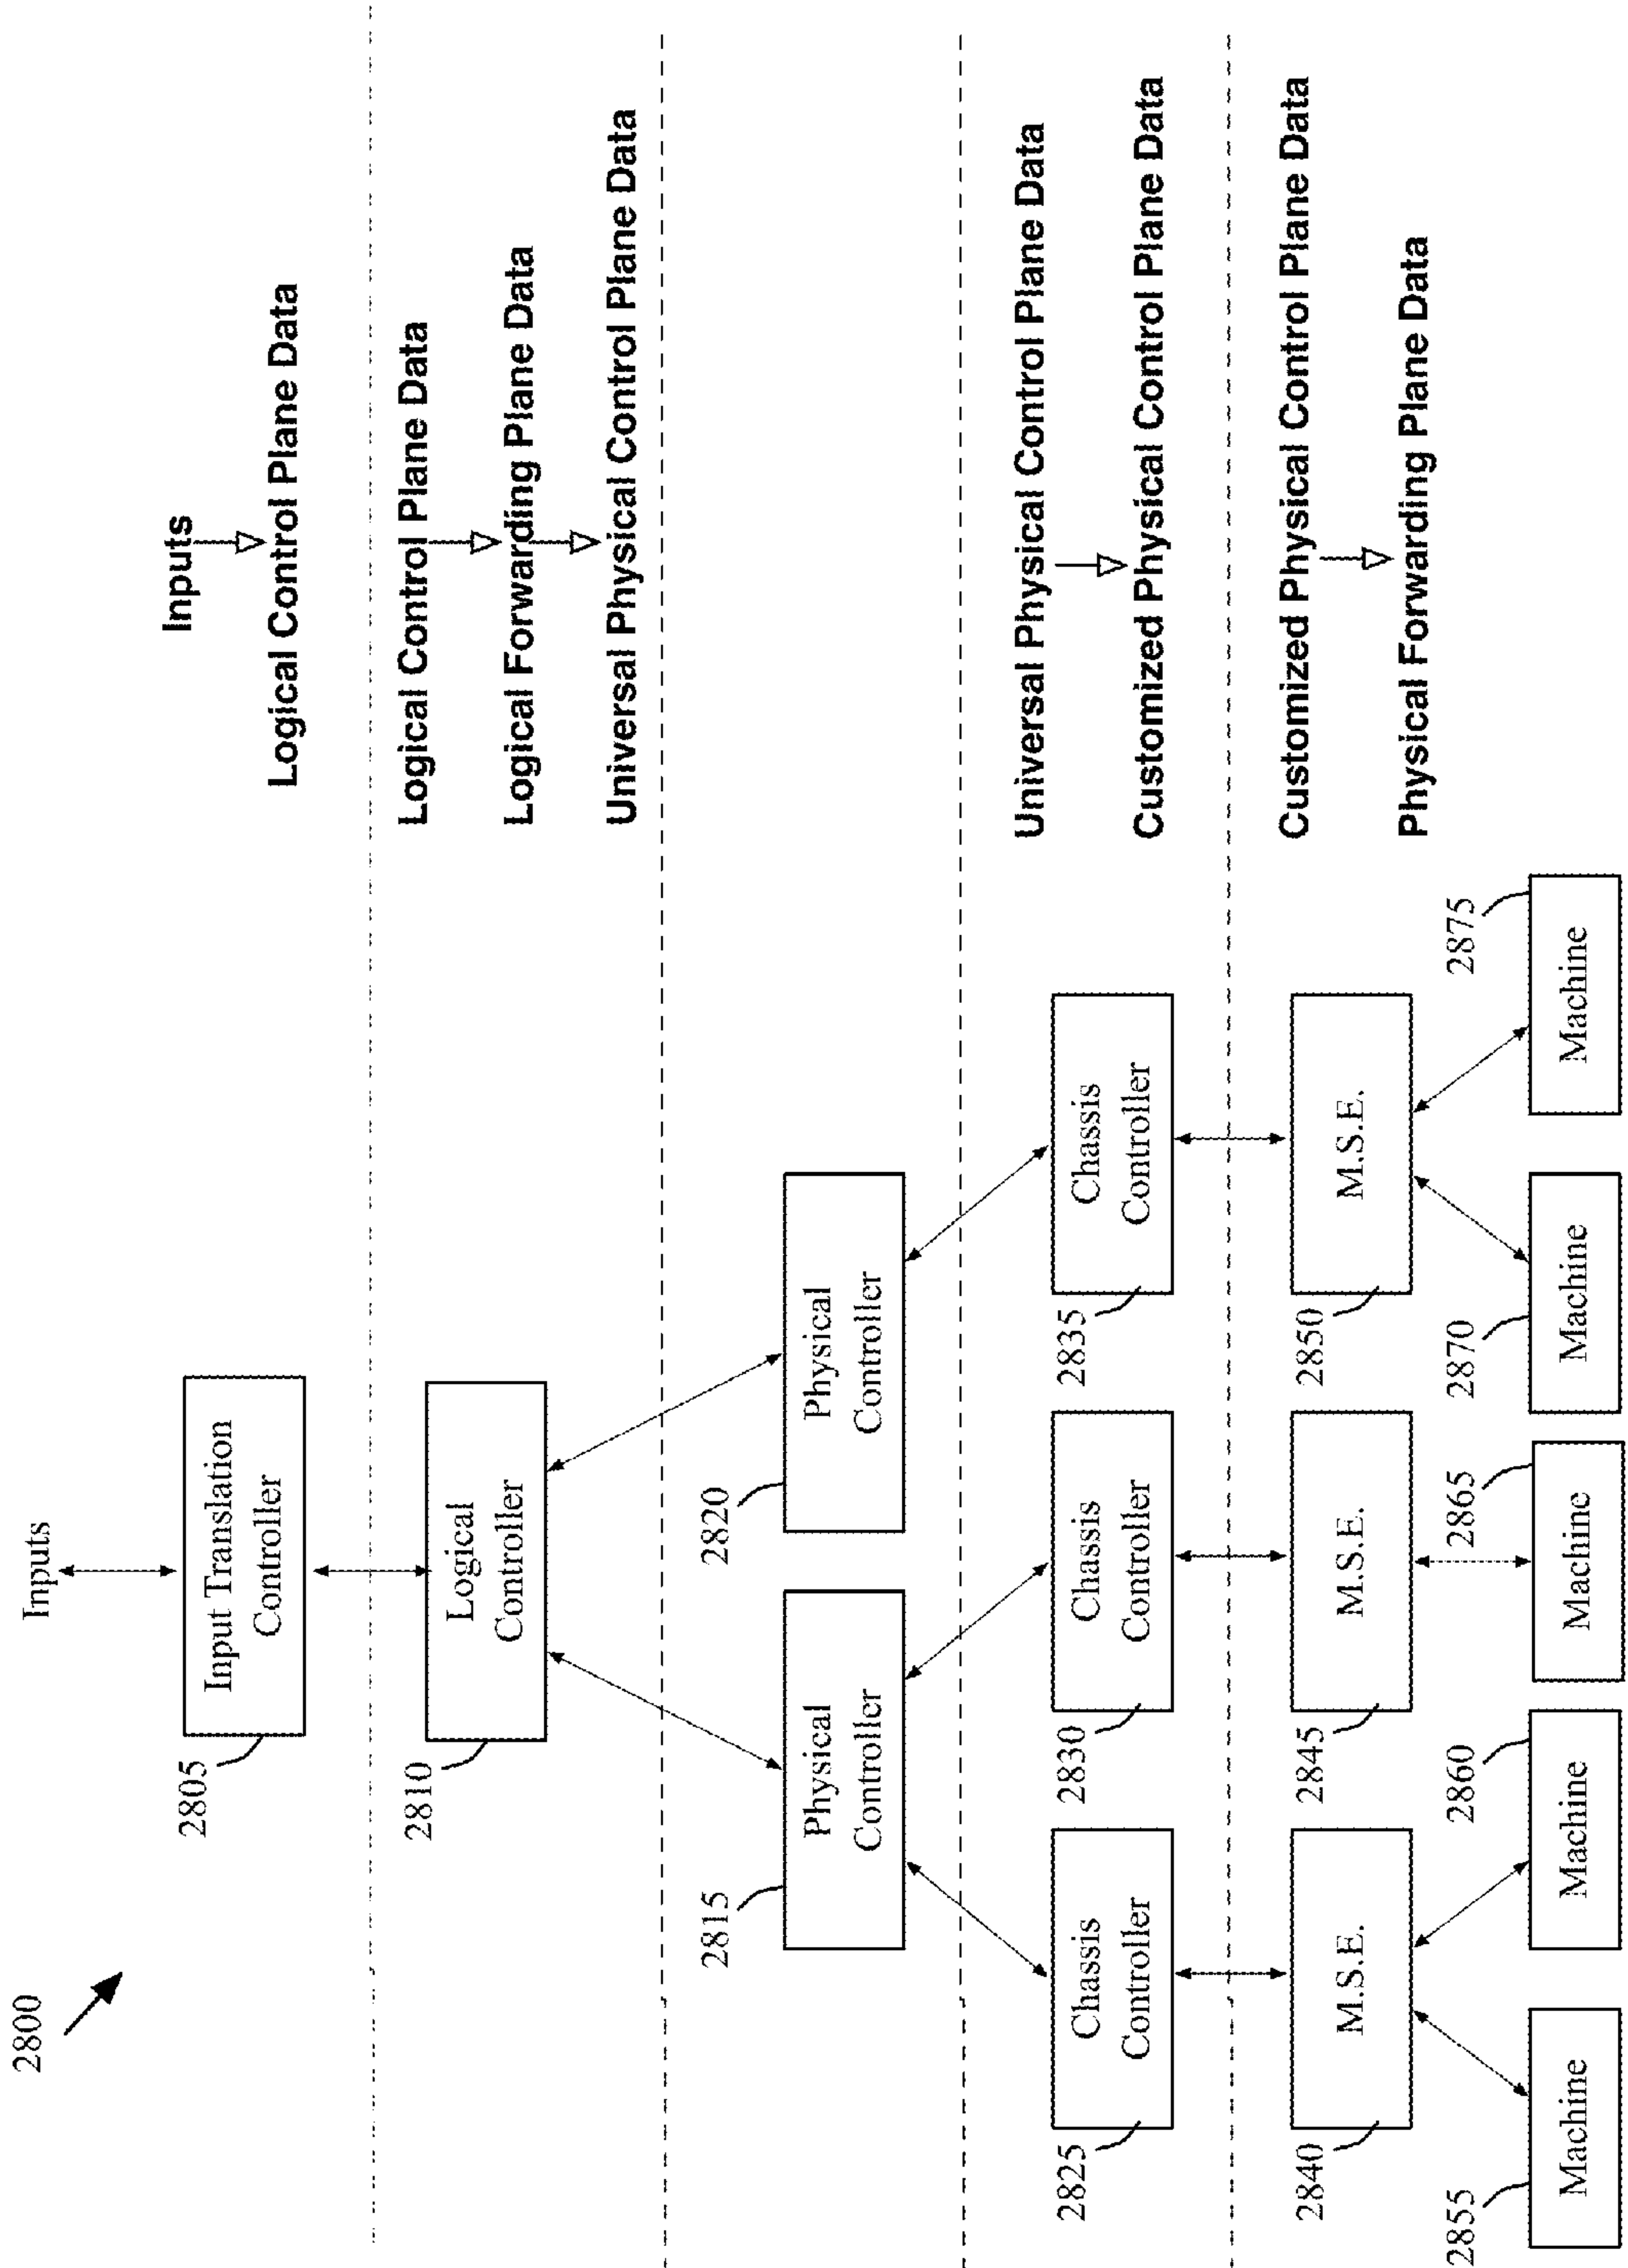 2800
Inputs
Inputs
Logical Control Plane Data
Input Translation
Controller
2805
Logical Control Plane Data
Logical Forwarding Plane Data
Universal Physical Control Plane Data
Logical
Controller
2810
Physical
Controller
2815
Physical
Controller
2820
Universal Physical Control Plane Data
Customized Physical Control Plane Data
Chassis
Controller
2825
Chassis
Controller
2830
Chassis
Controller
2835
Customized Physical Control Plane Data
Physical Forwarding Plane Data
M.S.E.
2840
M.S.E.
2845
M.S.E.
2850
2855
Machine
2860
Machine
2865
Machine
2870
Machine
2875
Machine